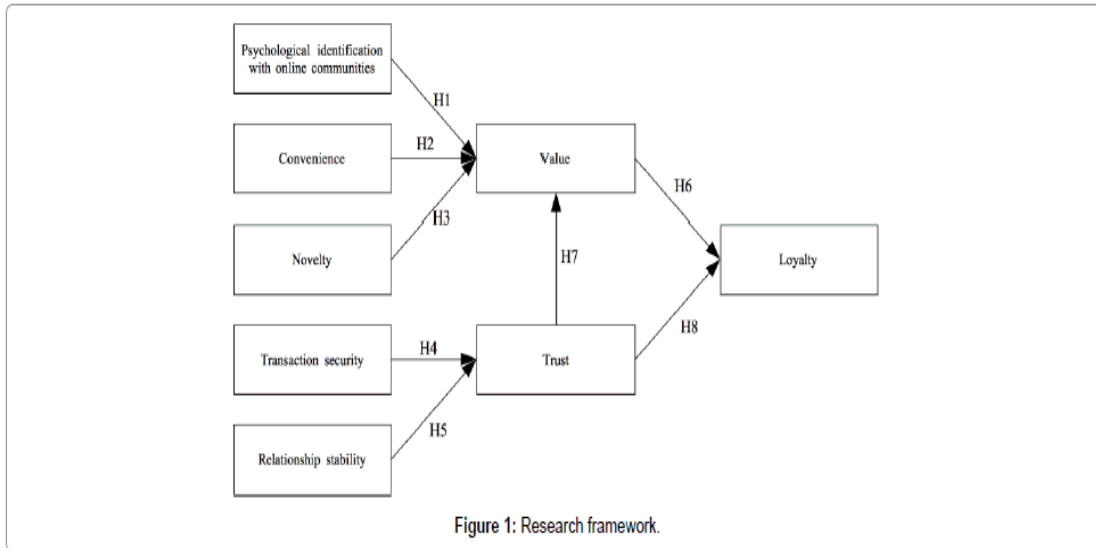 Psychological identification
with online communities
H1
Convenience
H2
Value
H3
H6
Novelty
H7
Loyalty
Transaction security
H4
Trust
H8
H5
Relationship stability
Figure 1: Research framework.